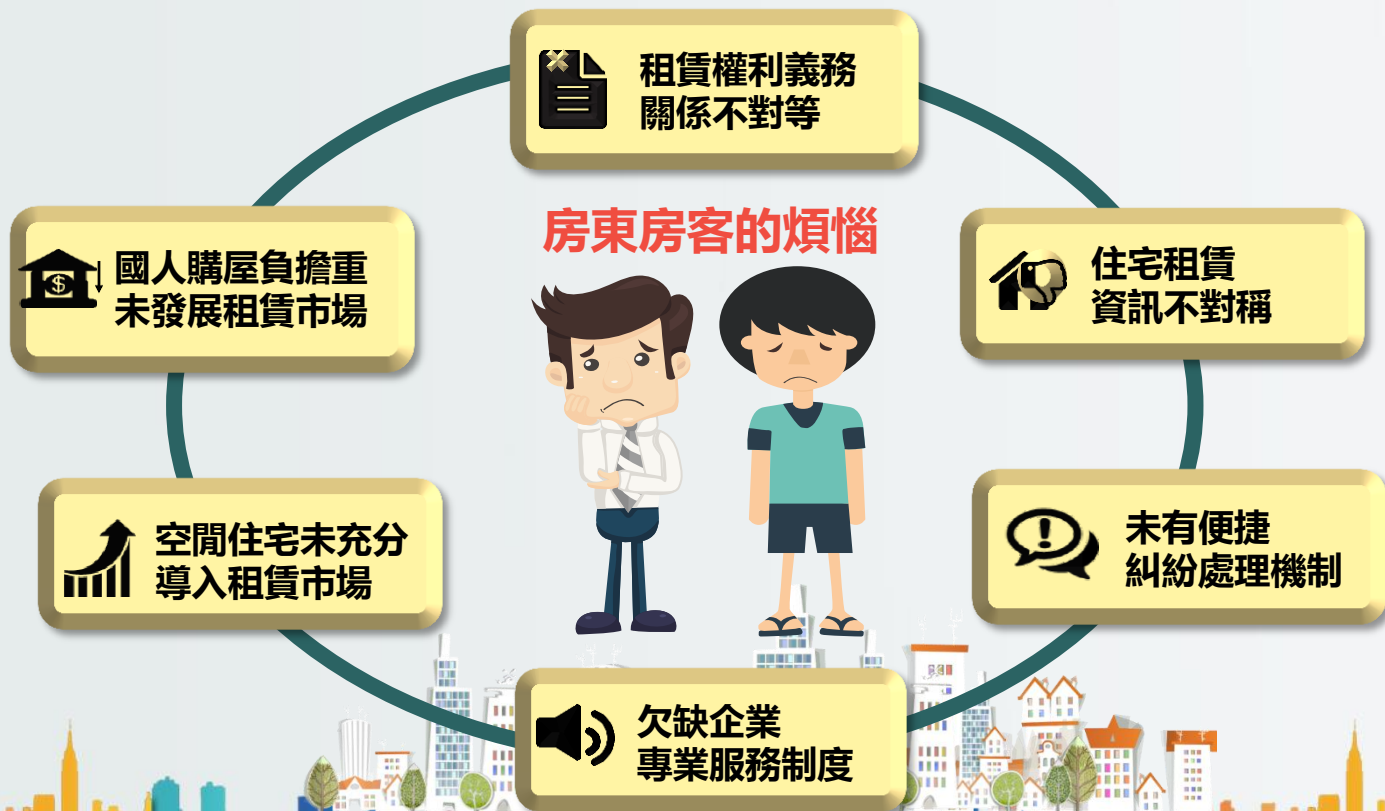 租賃權利義務
關係不對等
房東房客的煩惱
國人購屋負擔重
未發展租賃市場
住宅租賃
資訊不對稱
空閒住宅未充分
導入租賃市場
未有便捷
糾紛處理機制
欠缺企業
專業服務制度
$